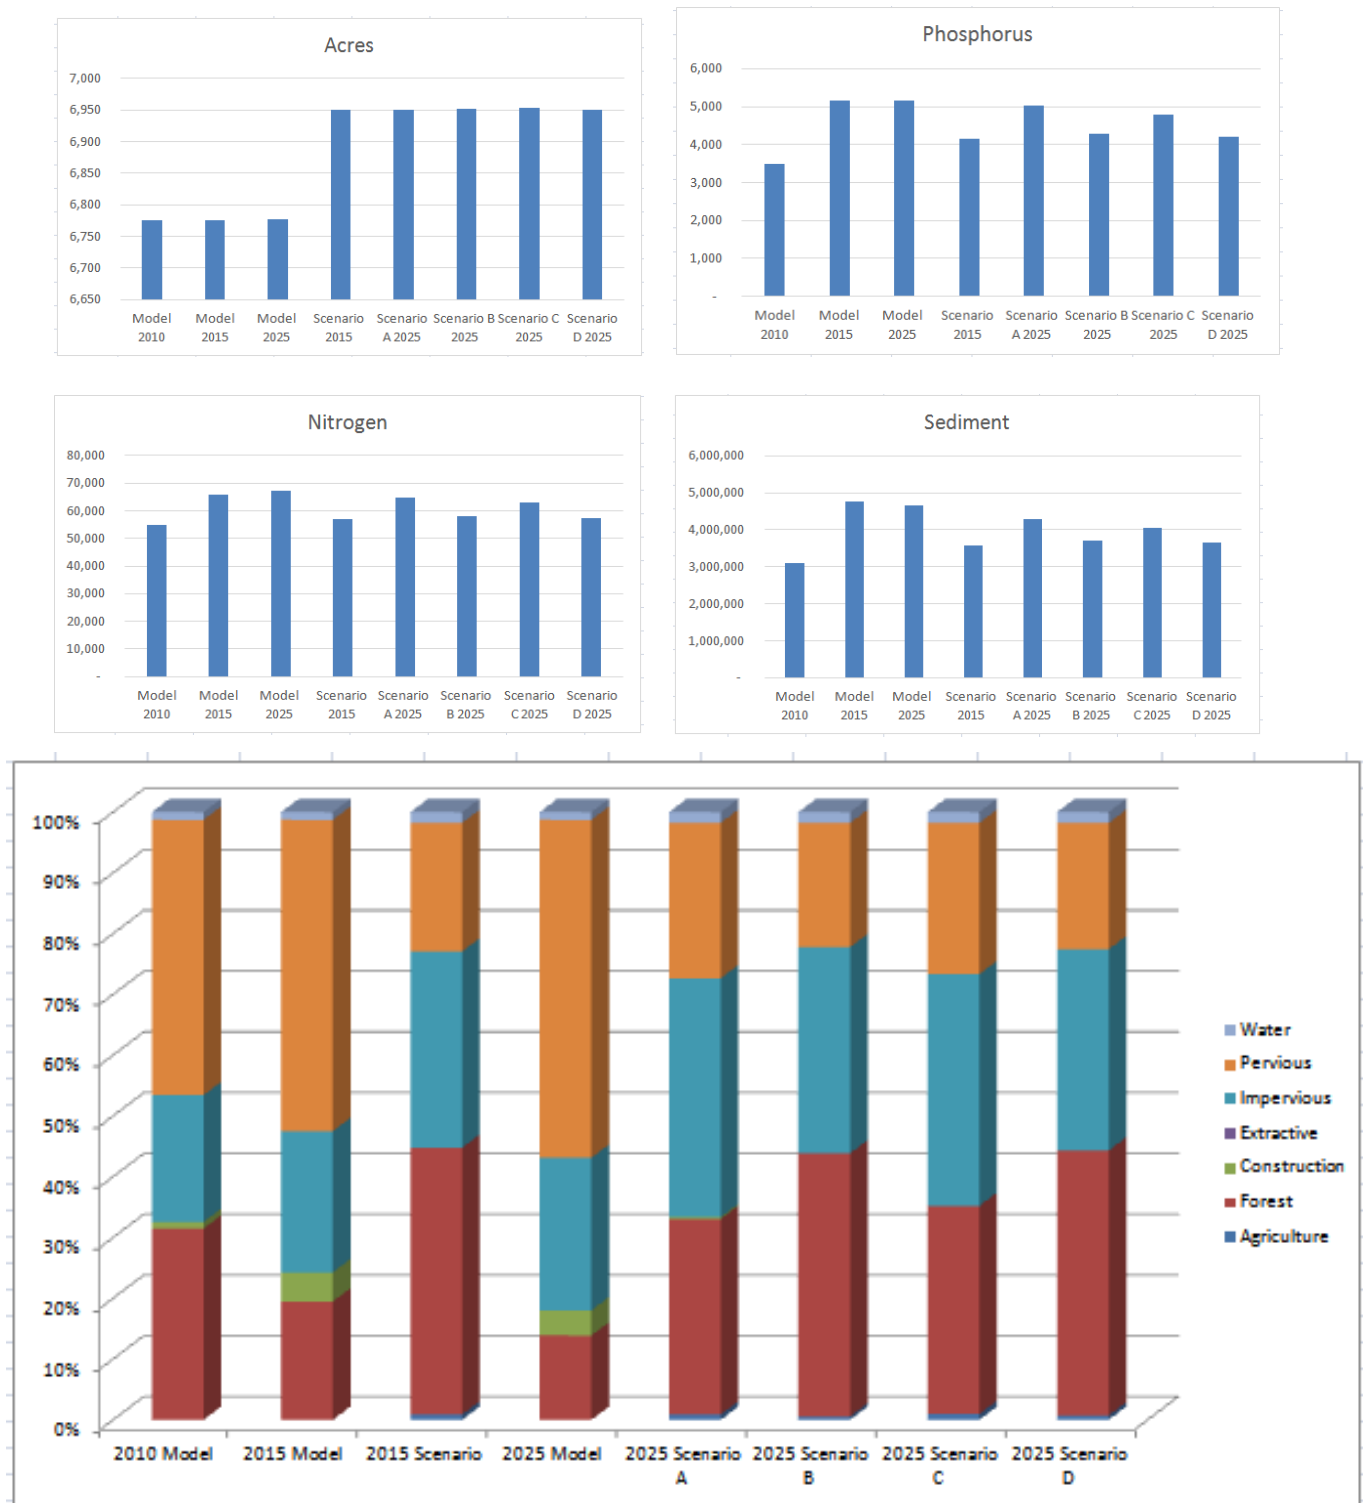 Acres
7,000
6,950
6,900
6,850
6,800
6,750
6,700
6,650
Model Model Model Scenario Scenario Scenario B Scenario C Scenario
2010 2015 2025 2015 A 2025 2025 2025 D 2025
Phosphorus
6,000
5,000
4,000
3,000
2,000
1,000
-
Model Model Model Scenario Scenario Scenario B Scenario C Scenario
2010 2015 2025 2015 A 2025 2025 2025 D 2025
Nitrogen
80,000
70,000
60,000
50,000
40,000
30,000
20,000
10,000
-
Model Model Model Scenario Scenario Scenario Scenario Scenario
2010 2015 2025 2015 A 2025 B 2025 C 2025 D 2025
Sediment
6,000,000
5,000,000
4,000,000
3,000,000
2,000,000
1,000,000
-
Model Model Model Scenario Scenario Scenario Scenario Scenario
2010 2015 2025 2015 A 2025 B 2025 C 2025 D 2025
100%
90%
80%
70%
60%
50%
40%
30%
20%
10%
0%
2010 Model 2015 Model 2015 Scenario 2025 Model 2025 Scenario 2025 Scenario 2025 Scenario 2025 Scenario
A B C D
Water
Pervious
Impervious
Extractive
Construction
Forest
Agriculture